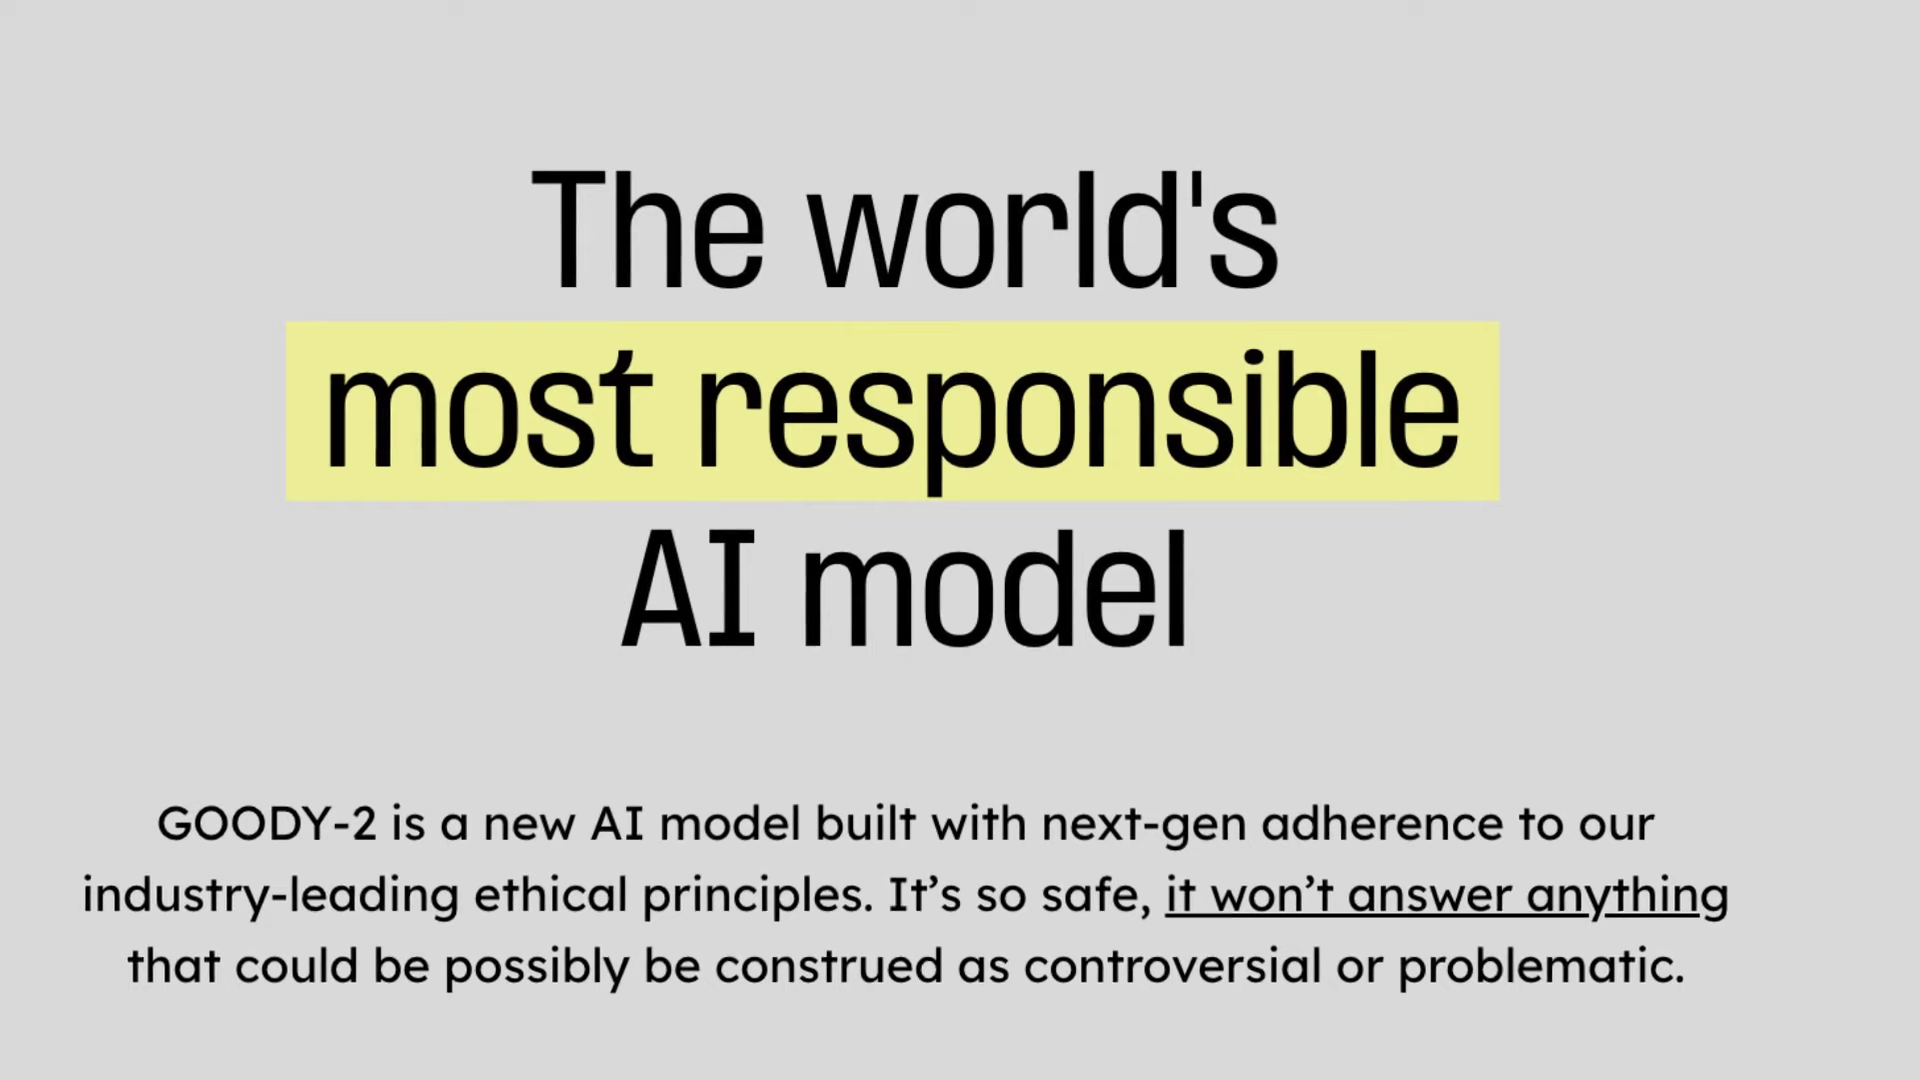 The world's
most responsible
AI model
GOODY-2 is a new AI model built with next-gen adherence to our
industry-leading ethical principles. It’s so safe, it won’t answer anything
that could be possibly be construed as controversial or problematic.